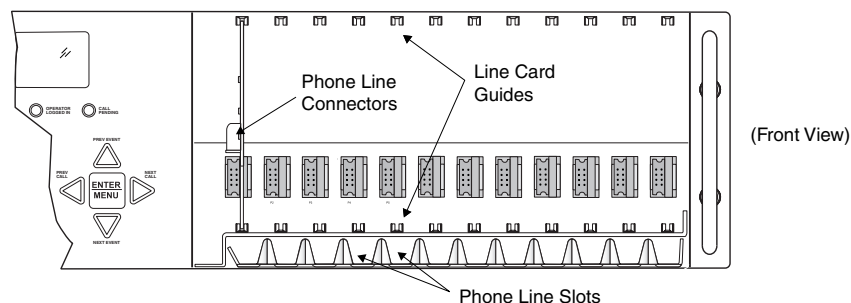 Phone Line
Connectors
Line Card
Guides
(Front View)
OPERATOR
LOGGED IN
CALL
PENDING
PREV EVENT
PREV
CALL
ENTER
MENU
NEXT
CALL
NEXT EVENT
Phone Line Slots